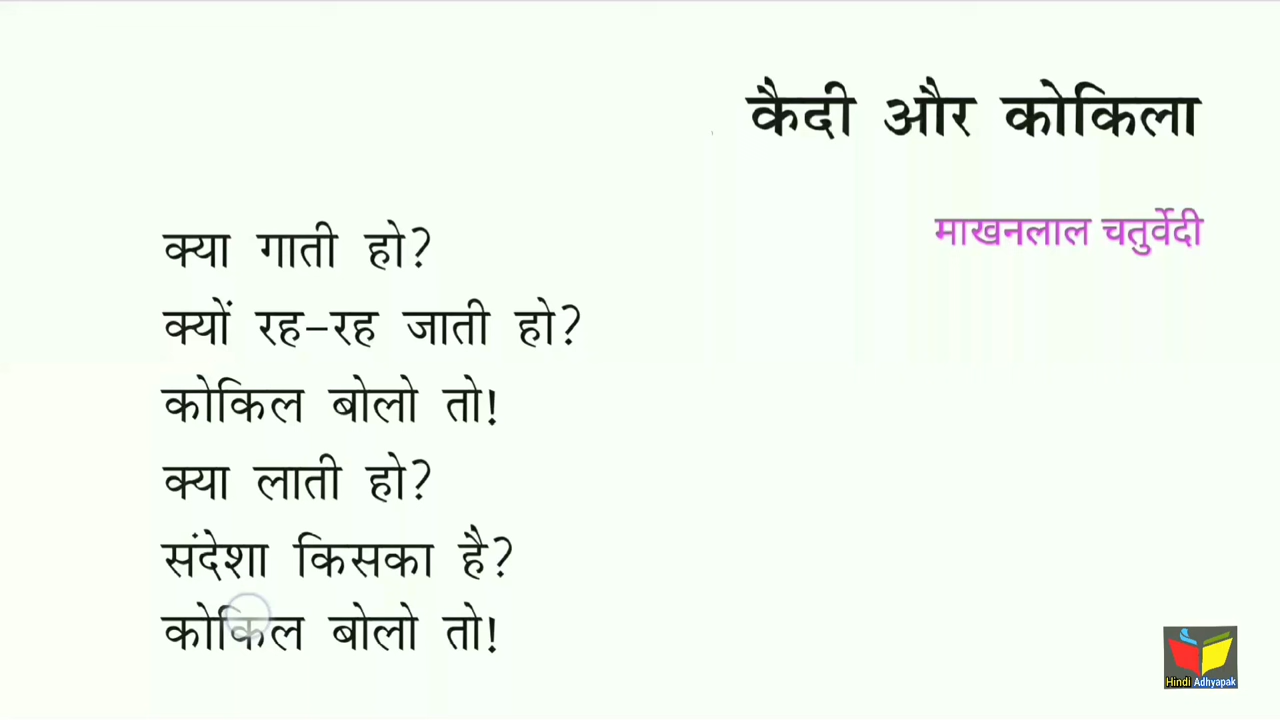 कैदी और कोकिला
माखनलाल चतुर्वेदी
क्या गाती हो?
क्यों रह-रह जाती हो?
कोकिल बोलो तो!
क्या लाती हो?
संदेशा किसका है?
कोकिल बोलो तो!
Hindi Adhyapak